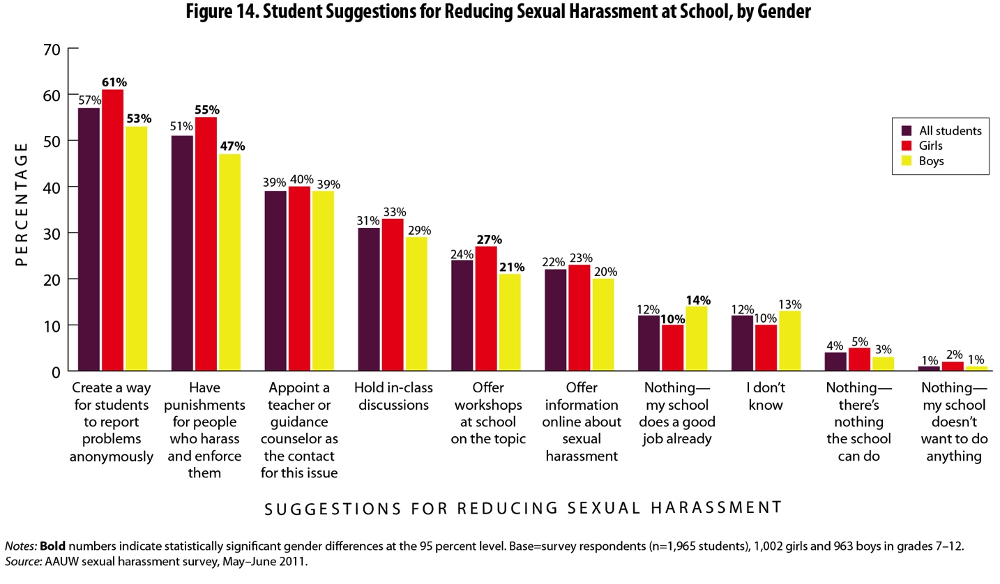 Figure 14. Student Suggestions for Reducing Sexual Harassment at School, by Gender
70
60
50
40
30
20
10
0
PERCENTAGE
57%
61%
53%
51%
55%
47%
39%
40%
39%
31%
33%
29%
24%
27%
21%
22%
23%
20%
12%
10%
14%
12%
10%
13%
4%
5%
3%
1%
2%
1%
All students
Girls
Boys
Create a way
for students
to report
problems
anonymously
Have
punishments
for people
who harass
and enforce
them
Appoint a
teacher or
guidance
counselor as
the contact
for this issue
Hold in-class
discussions
Offer
workshops
at school
on the topic
Offer
information
online about
sexual
harassment
Nothing—
my school
does a good
job already
I don't
know
Nothing—
there's
nothing
the school
can do
Nothing—
my school
doesn't
want to do
anything
SUGGESTIONS FOR REDUCING SEXUAL HARASSMENT
Notes: Bold numbers indicate statistically significant gender differences at the 95 percent level. Base=survey respondents (n=1,965 students), 1,002 girls and 963 boys in grades 7–12.
Source: AAUW sexual harassment survey, May–June 2011.